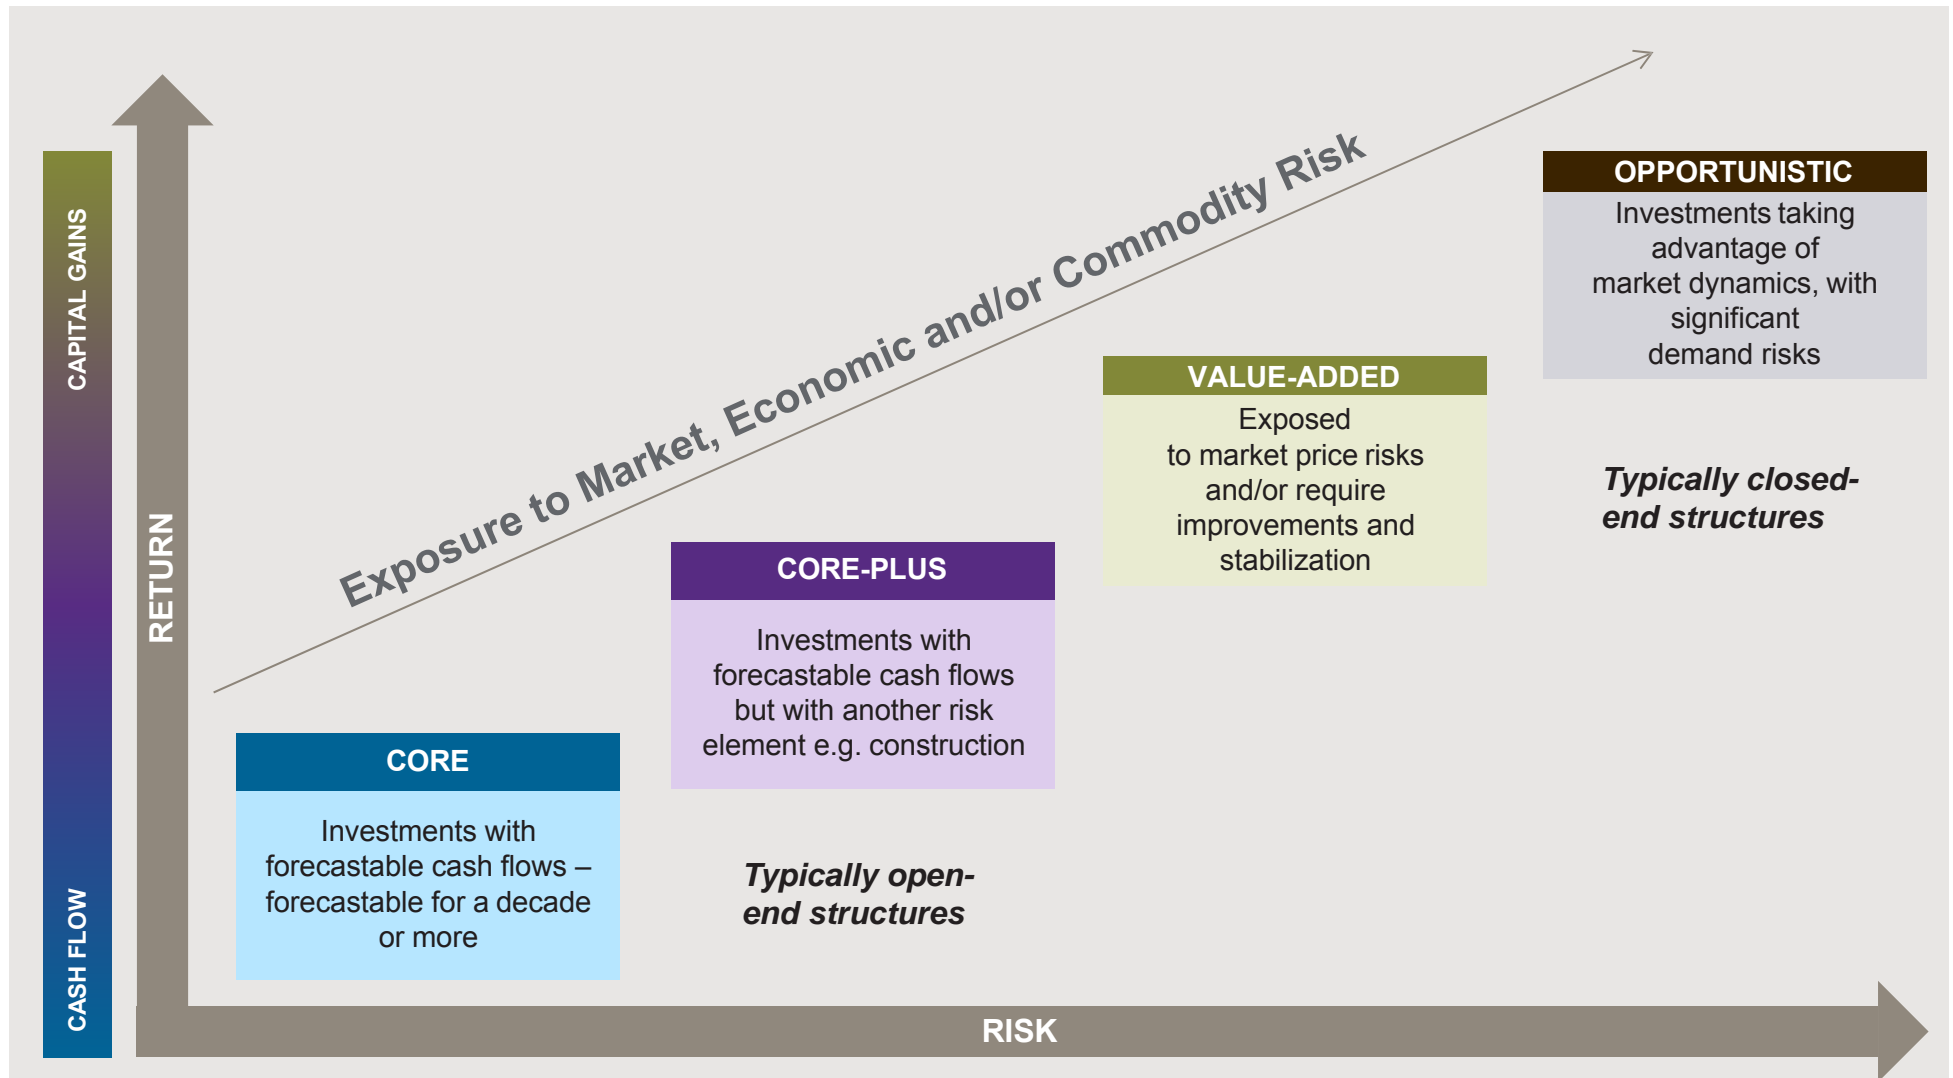 CAPITAL GAINS
CASH FLOW
RETURN
Exposure to Market, Economic and/or Commodity Risk
CORE
Investments with
forecastable cash flows –
forecastable for a decade
or more
CORE-PLUS
Investments with
forecastable cash flows
but with another risk
element e.g. construction
Typically open-
end structures
VALUE-ADDED
Exposed
to market price risks
and/or require
improvements and
stabilization
OPPORTUNISTIC
Investments taking
advantage of
market dynamics, with
significant
demand risks
Typically closed-
end structures
RISK